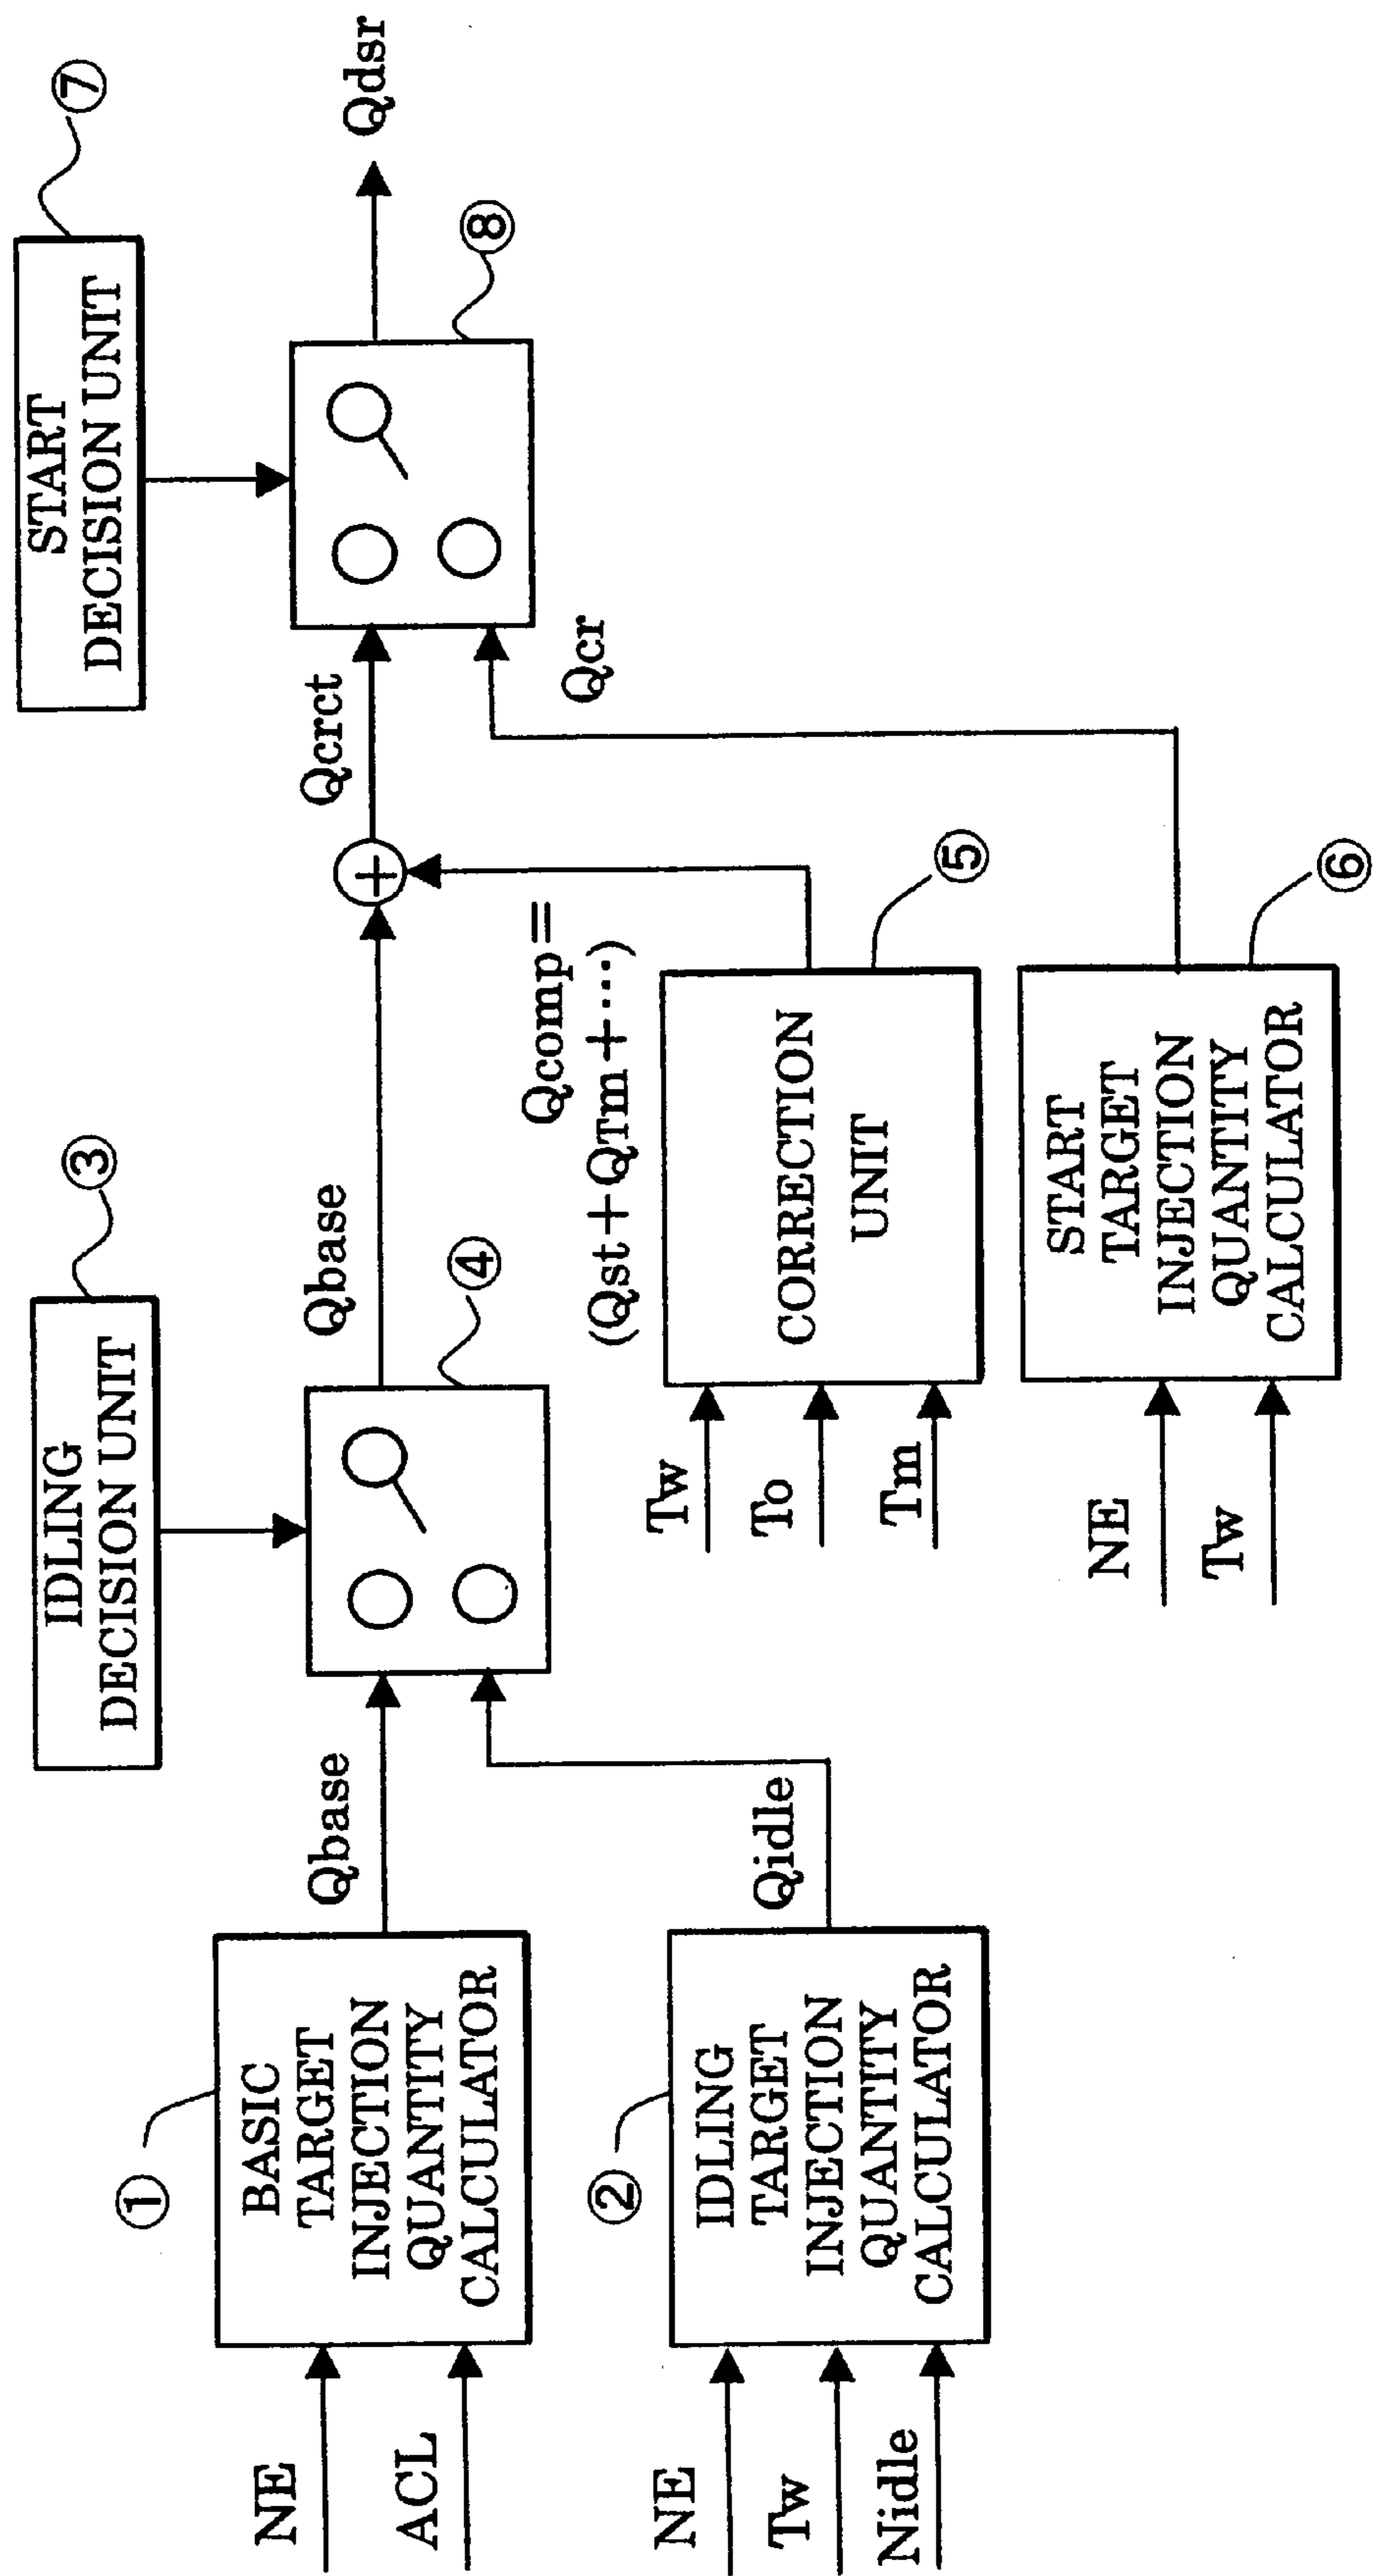 NE
ACL
①
BASIC
TARGET
INJECTION
QUANTITY
CALCULATOR
Qbase
NE
Tw
Nidle
②
IDLING
TARGET
INJECTION
QUANTITY
CALCULATOR
Qidle
IDLING
DECISION UNIT
③
④
Qbase
Tw
To
Tm
CORRECTION
UNIT
⑤
Qcomp=
(Qst+QTm+···)
+
Qcrct
NE
Tw
START
TARGET
INJECTION
QUANTITY
CALCULATOR
⑥
Qcr
START
DECISION UNIT
⑦
⑧
Qdsr